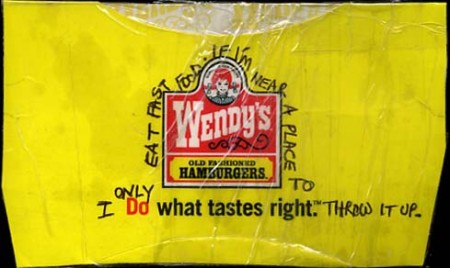 EAT FAST FOOD. IF I'M NEAR A PLACE TO
WENDY'S
OLD FASHIONED
HAMBURGERS.
ONLY
I Do what tastes right.™ THROW IT UP.